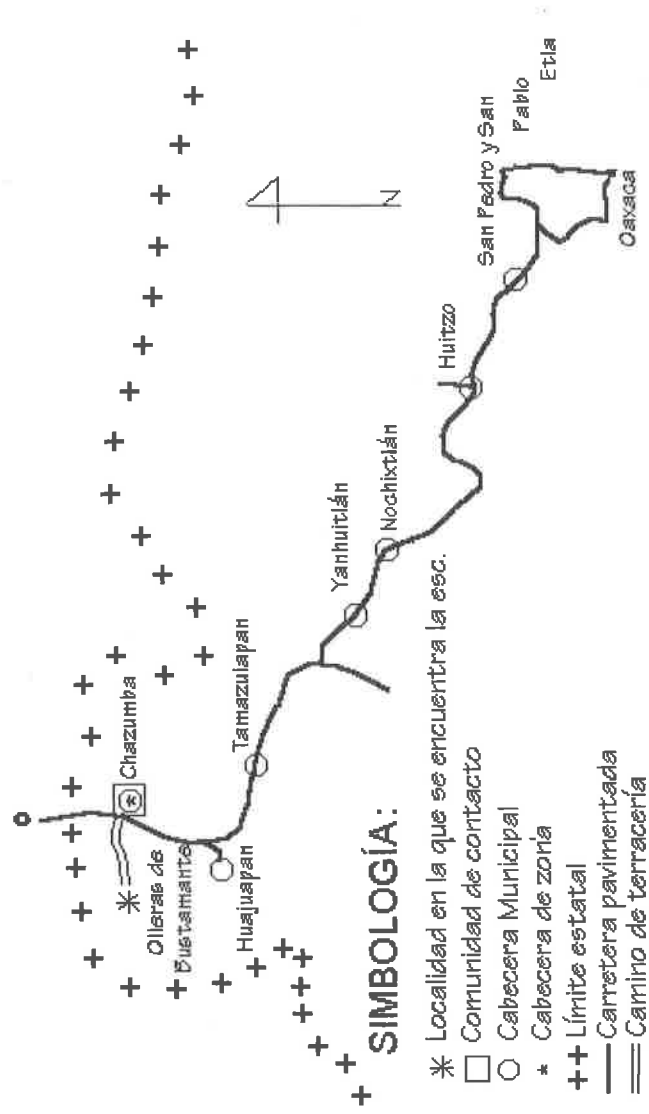 Chazumba
Olleras de
Bustamante
Huajuapan
Tamazulapan
Yanhuitlán
Nochixtlán
Huitzo
San Pedro y San
Pablo
Etla
Oaxaca
N
SIMBOLOGÍA:
Localidad en la que se encuentra la esc.
Comunidad de contacto
Cabecera Municipal
Cabecera de zona
Límite estatal
Carretera pavimentada
Camino de terracería